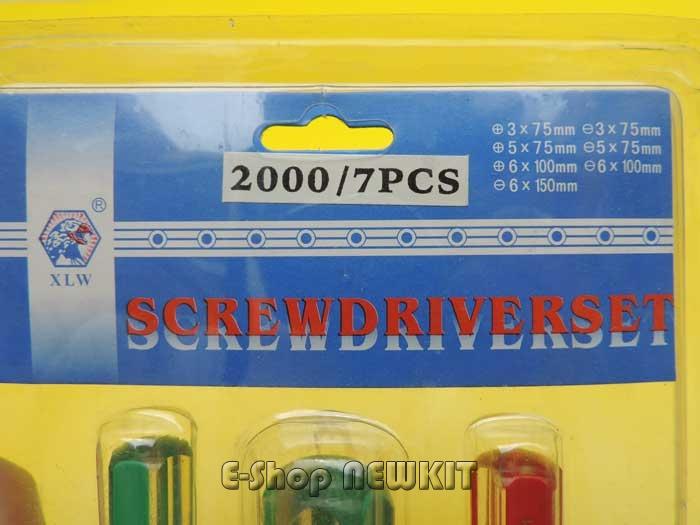 ⊕3×75mm ⊖3×75mm
⊕5×75mm ⊖5×75mm
⊕6×100mm ⊖6×100mm
⊖6×150mm
2000/7PCS
®
XLW
SCREWDRIVERSET
E-Shop NEWKIT